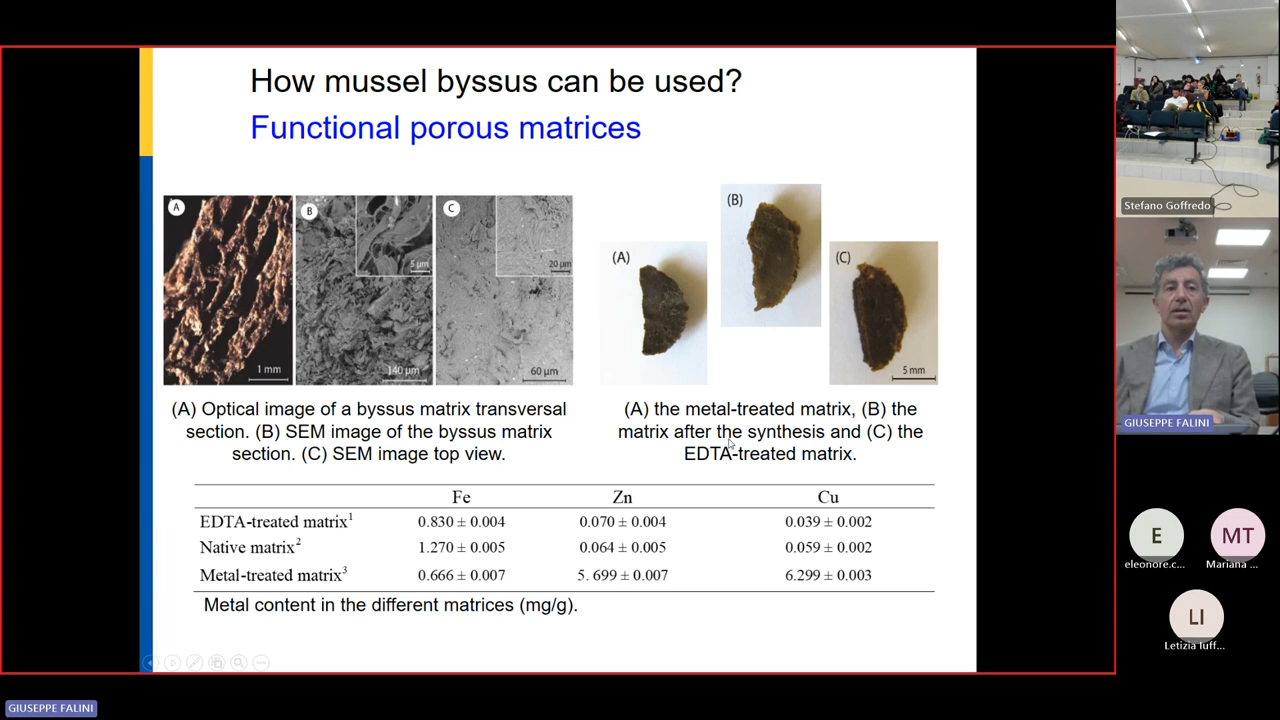 How mussel byssus can be used?
Functional porous matrices
A
B
5 µm
C
20 µm
1 mm
140 µm
60 µm
(A)
(B)
(C)
5 mm
(A) Optical image of a byssus matrix transversal
section. (B) SEM image of the byssus matrix
section. (C) SEM image top view.
(A) the metal-treated matrix, (B) the
matrix after the synthesis and (C) the
EDTA-treated matrix.
Fe Zn Cu
EDTA-treated matrix1 0.830 ± 0.004 0.070 ± 0.004 0.039 ± 0.002
Native matrix2 1.270 ± 0.005 0.064 ± 0.005 0.059 ± 0.002
Metal-treated matrix3 0.666 ± 0.007 5. 699 ± 0.007 6.299 ± 0.003
Metal content in the different matrices (mg/g).
GIUSEPPE FALINI
Stefano Goffredo
GIUSEPPE FALINI
E
eleonore.c...
MT
Mariana ...
LI
Letizia Iuff...